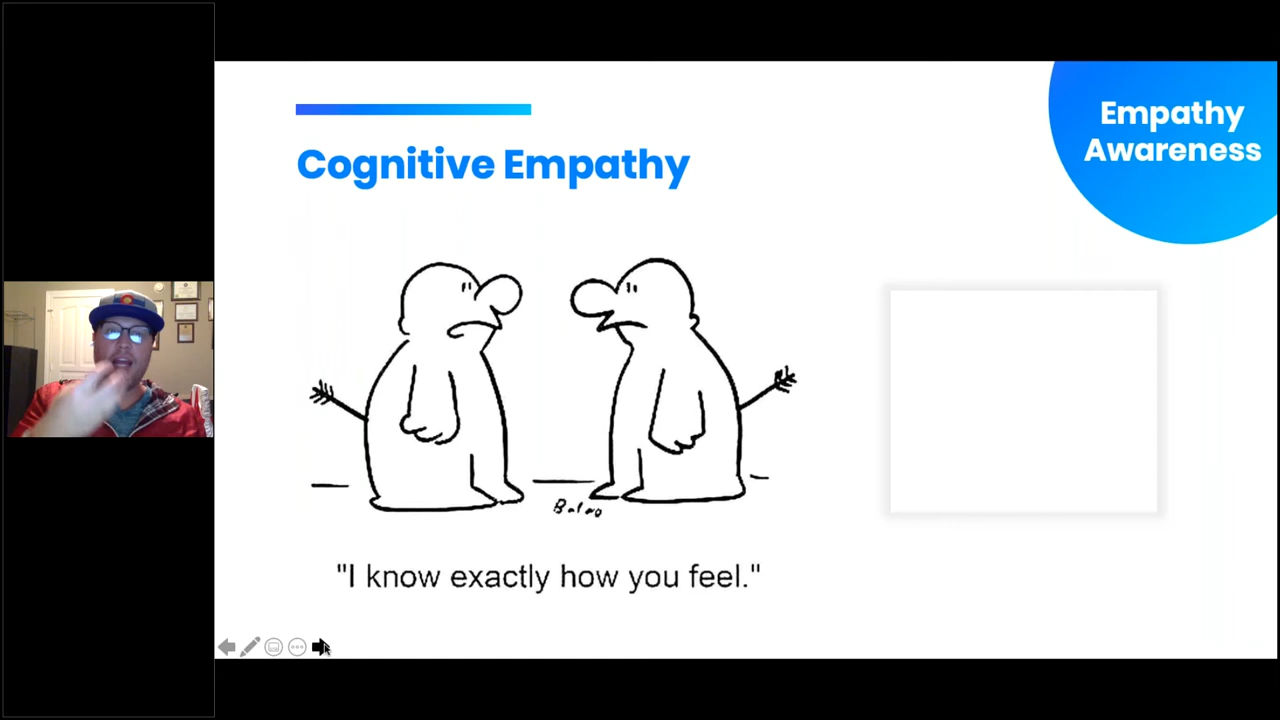 Empathy
Awareness
Cognitive Empathy
"I know exactly how you feel."